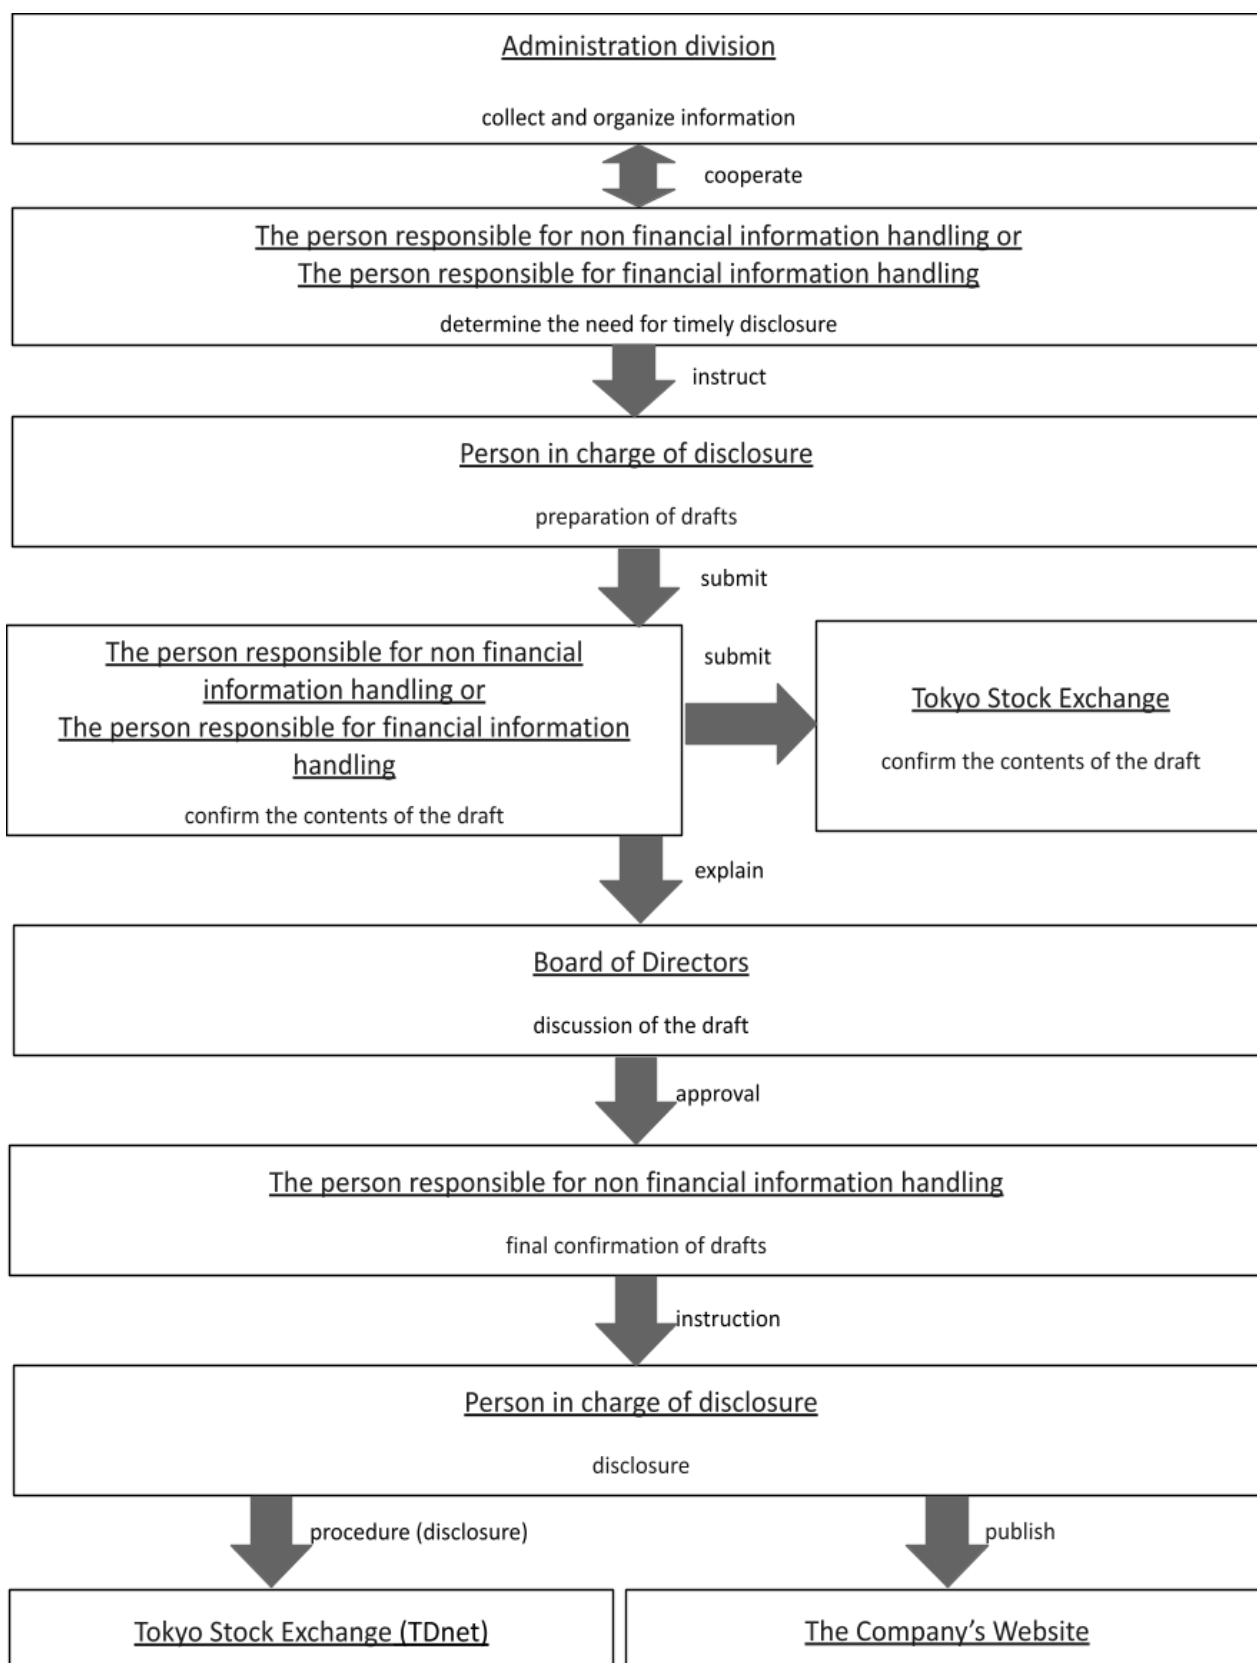 Administration division
collect and organize information
cooperate
The person responsible for non financial information handling or
The person responsible for financial information handling
determine the need for timely disclosure
instruct
Person in charge of disclosure
preparation of drafts
submit
The person responsible for non financial
information handling or
The person responsible for financial information
handling
confirm the contents of the draft
submit
Tokyo Stock Exchange
confirm the contents of the draft
explain
Board of Directors
discussion of the draft
approval
The person responsible for non financial information handling
final confirmation of drafts
instruction
Person in charge of disclosure
disclosure
procedure (disclosure)
publish
Tokyo Stock Exchange (TDnet)
The Company’s Website